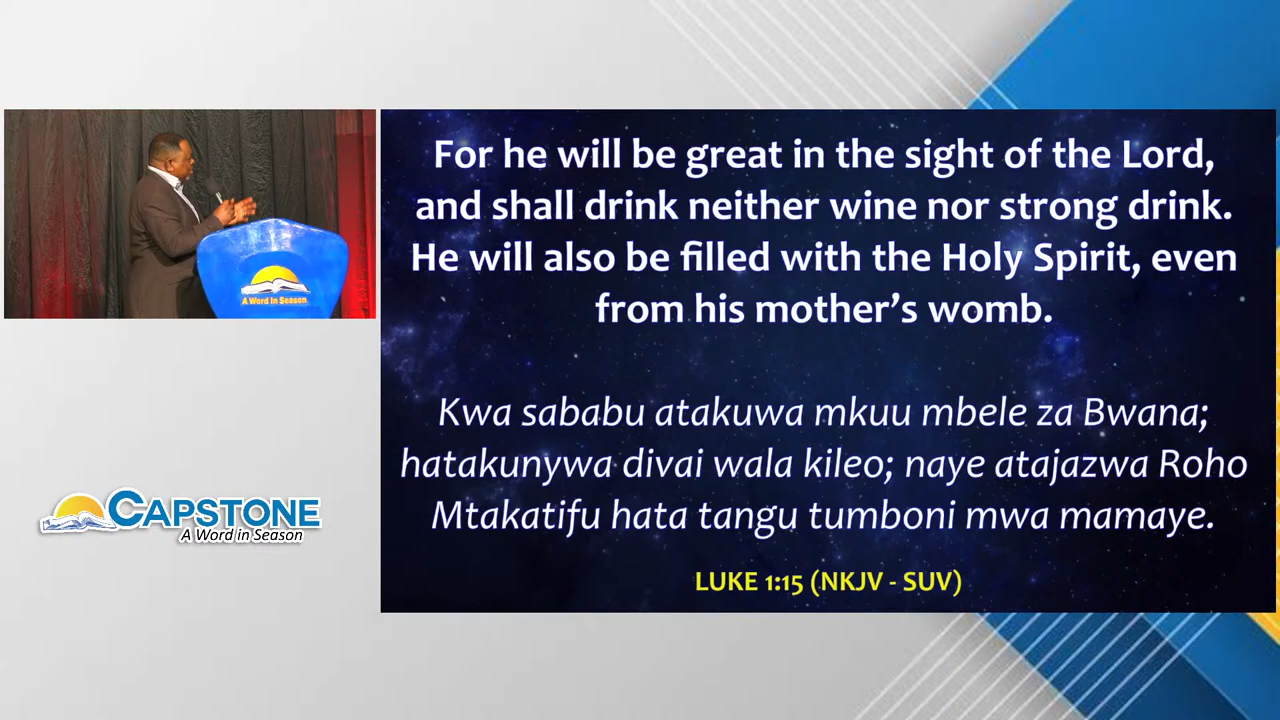 For he will be great in the sight of the Lord,
and shall drink neither wine nor strong drink.
He will also be filled with the Holy Spirit, even
from his mother’s womb.
Kwa sababu atakuwa mkuu mbele za Bwana;
hatakunywa divai wala kileo; naye atajazwa Roho
Mtakatifu hata tangu tumboni mwa mamaye.
LUKE 1:15 (NKJV - SUV)
A Word In Season
CAPSTONE
A Word in Season